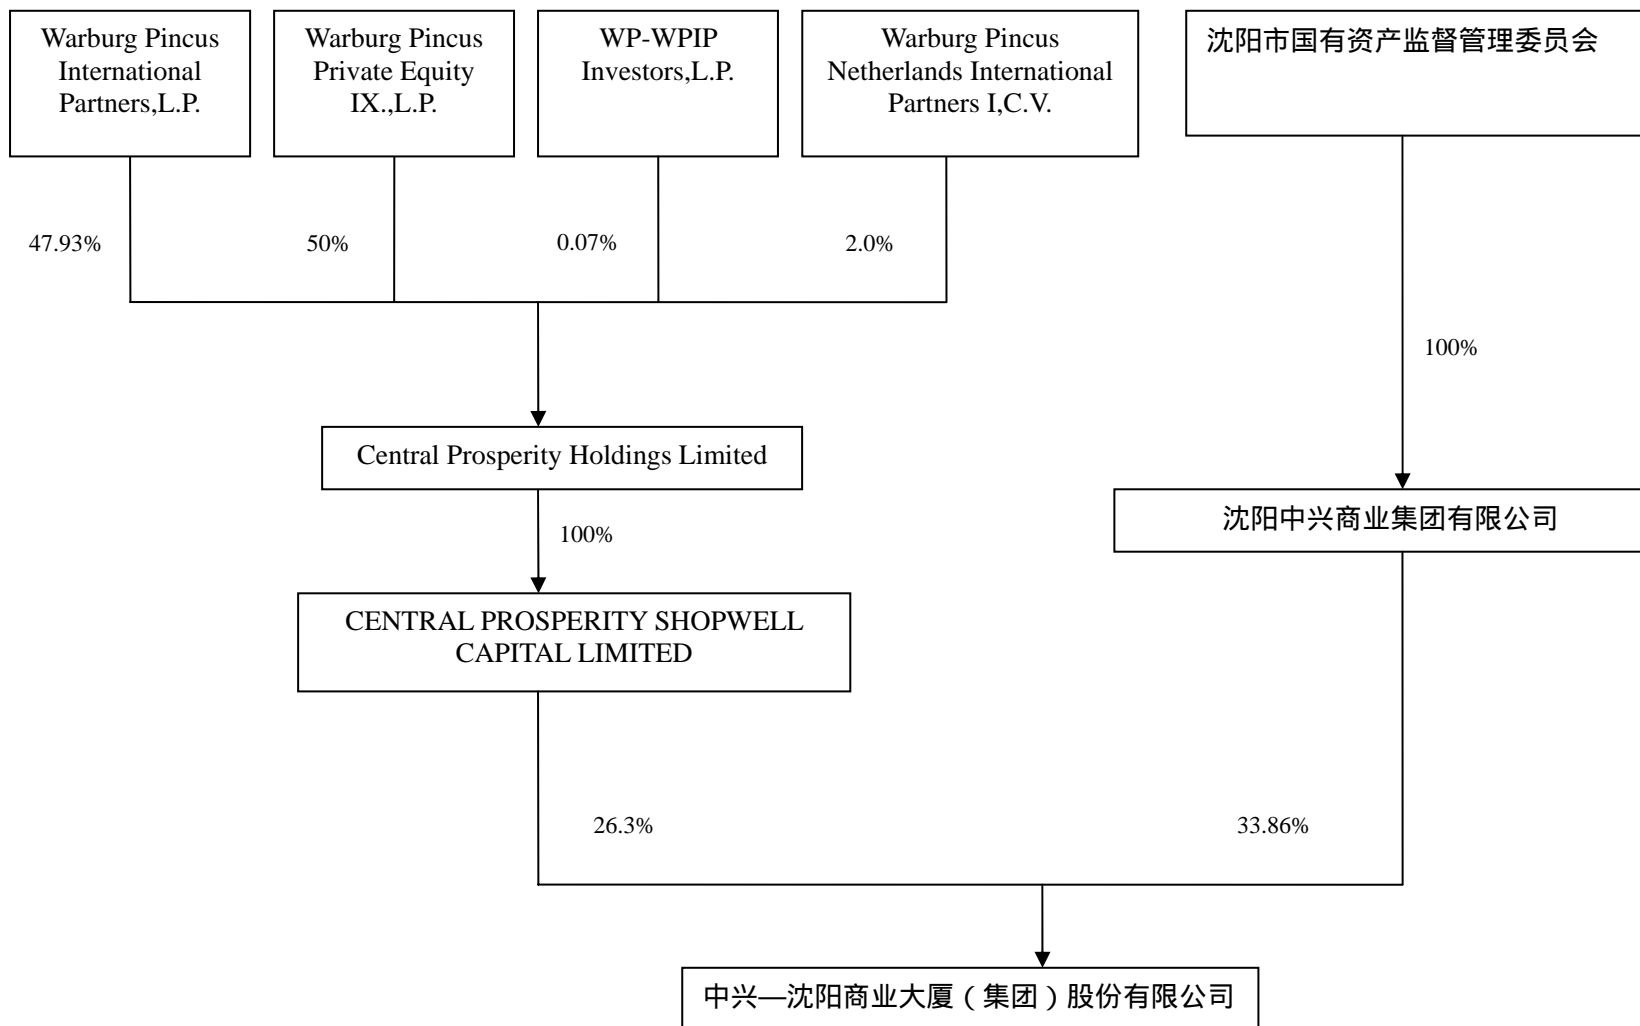 Warburg Pincus
International
Partners,L.P.
Warburg Pincus
Private Equity
IX.,L.P.
WP-WPIP
Investors,L.P.
Warburg Pincus
Netherlands International
Partners I,C.V.
沈阳市国有资产监督管理委员会
47.93%
50%
0.07%
2.0%
100%
Central Prosperity Holdings Limited
沈阳中兴商业集团有限公司
100%
CENTRAL PROSPERITY SHOPWELL
CAPITAL LIMITED
26.3%
33.86%
中兴—沈阳商业大厦（集团）股份有限公司